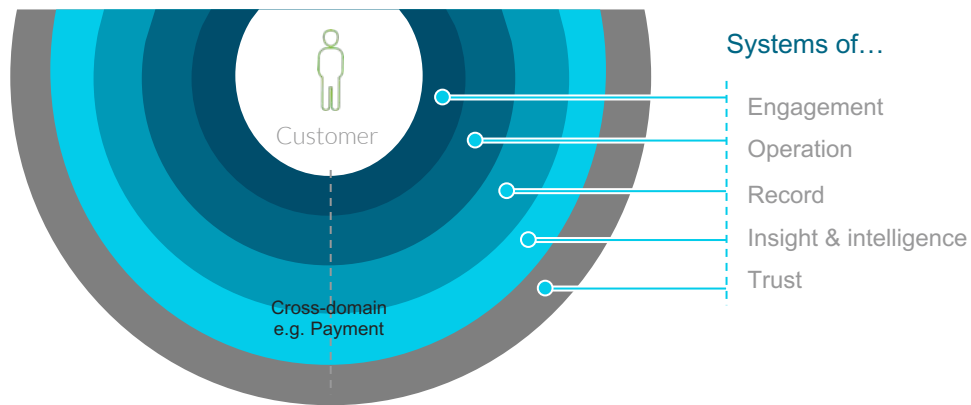 Systems of…
Customer
Engagement
Operation
Record
Insight & intelligence
Trust
Cross-domain
e.g. Payment